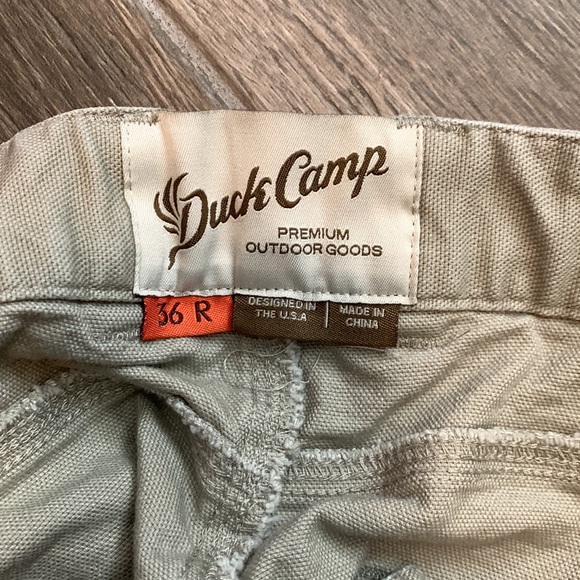 Duck Camp
PREMIUM
OUTDOOR GOODS
36 R
DESIGNED IN
THE U.S.A
MADE IN
CHINA